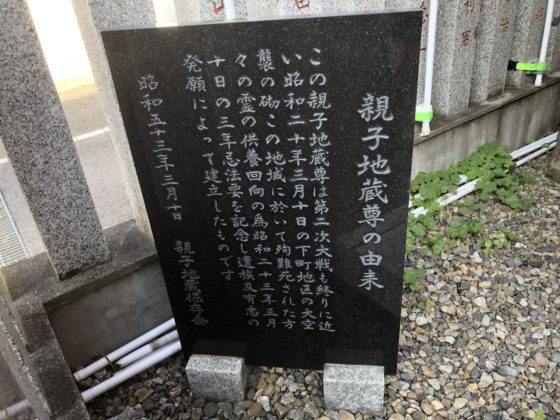 親子地蔵尊の由来
この親子地蔵尊は第二次大戦も終りに近
い昭和二十年三月十日の下町地区の大空
襲の砌この地域に於いて殉難死された方
々の霊の供養回向の為昭和二十三年三月
十日の三年忌法要を記念し遺族及有志の
発願によって建立したものです
昭和五十三年三月十日
親子地蔵保存会